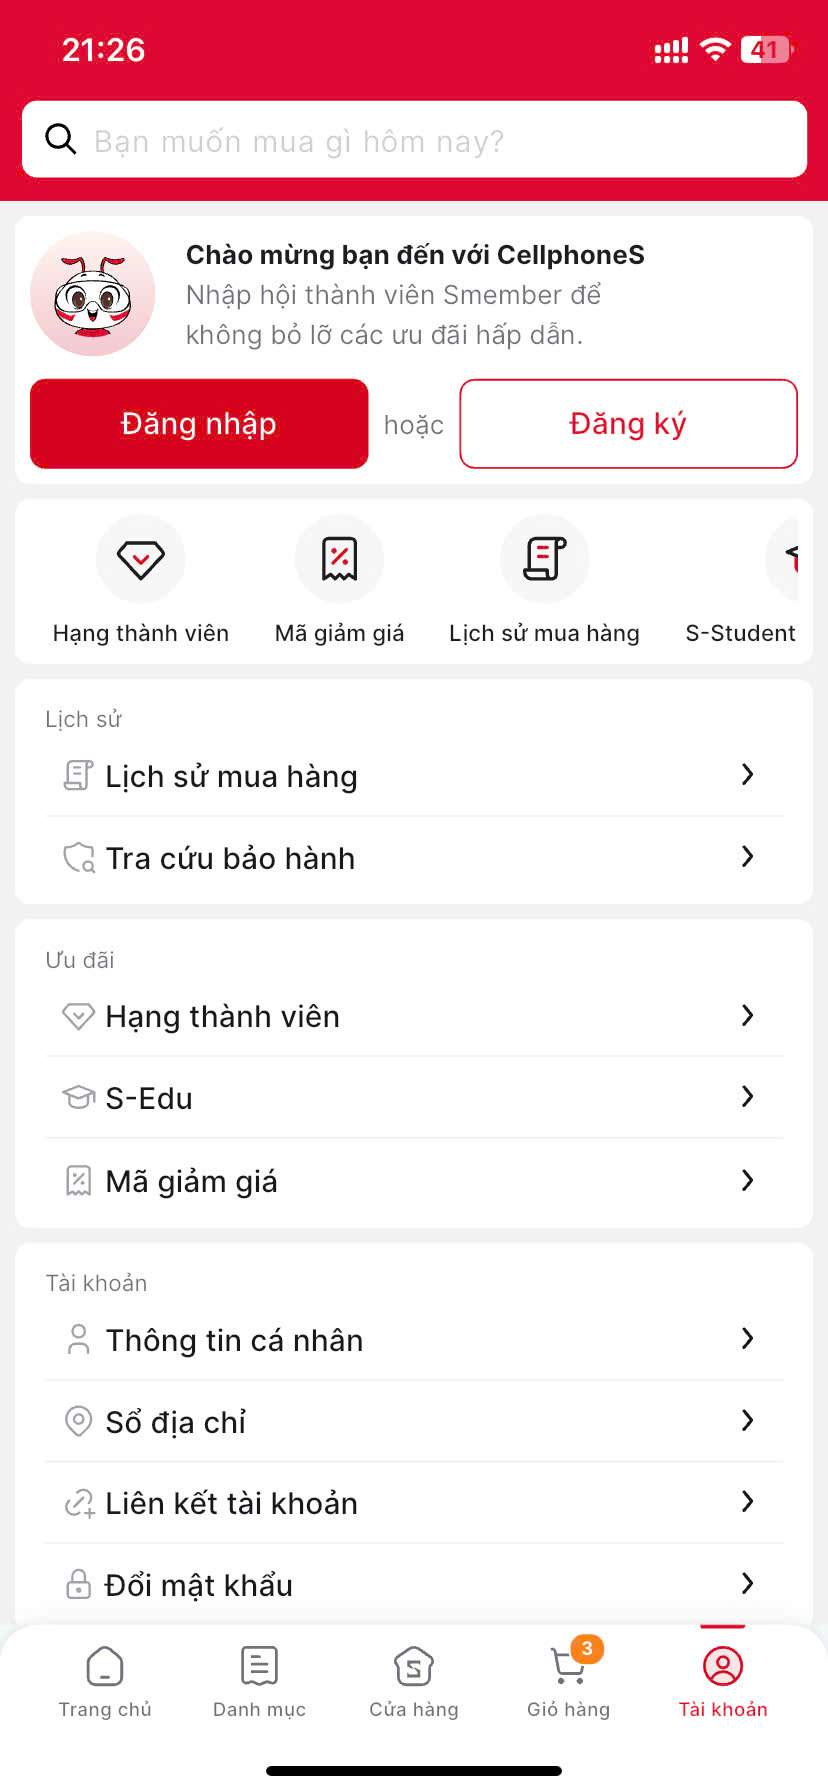 21:26
41
Bạn muốn mua gì hôm nay?
Chào mừng bạn đến với CellphoneS
Nhập hội thành viên Smember để
không bỏ lỡ các ưu đãi hấp dẫn.
Đăng nhập hoặc Đăng ký
Hạng thành viên Mã giảm giá Lịch sử mua hàng S-Student
Lịch sử
Lịch sử mua hàng
Tra cứu bảo hành
Ưu đãi
Hạng thành viên
S-Edu
Mã giảm giá
Tài khoản
Thông tin cá nhân
Sổ địa chỉ
Liên kết tài khoản
Đổi mật khẩu
3
Trang chủ Danh mục Cửa hàng Giỏ hàng Tài khoản